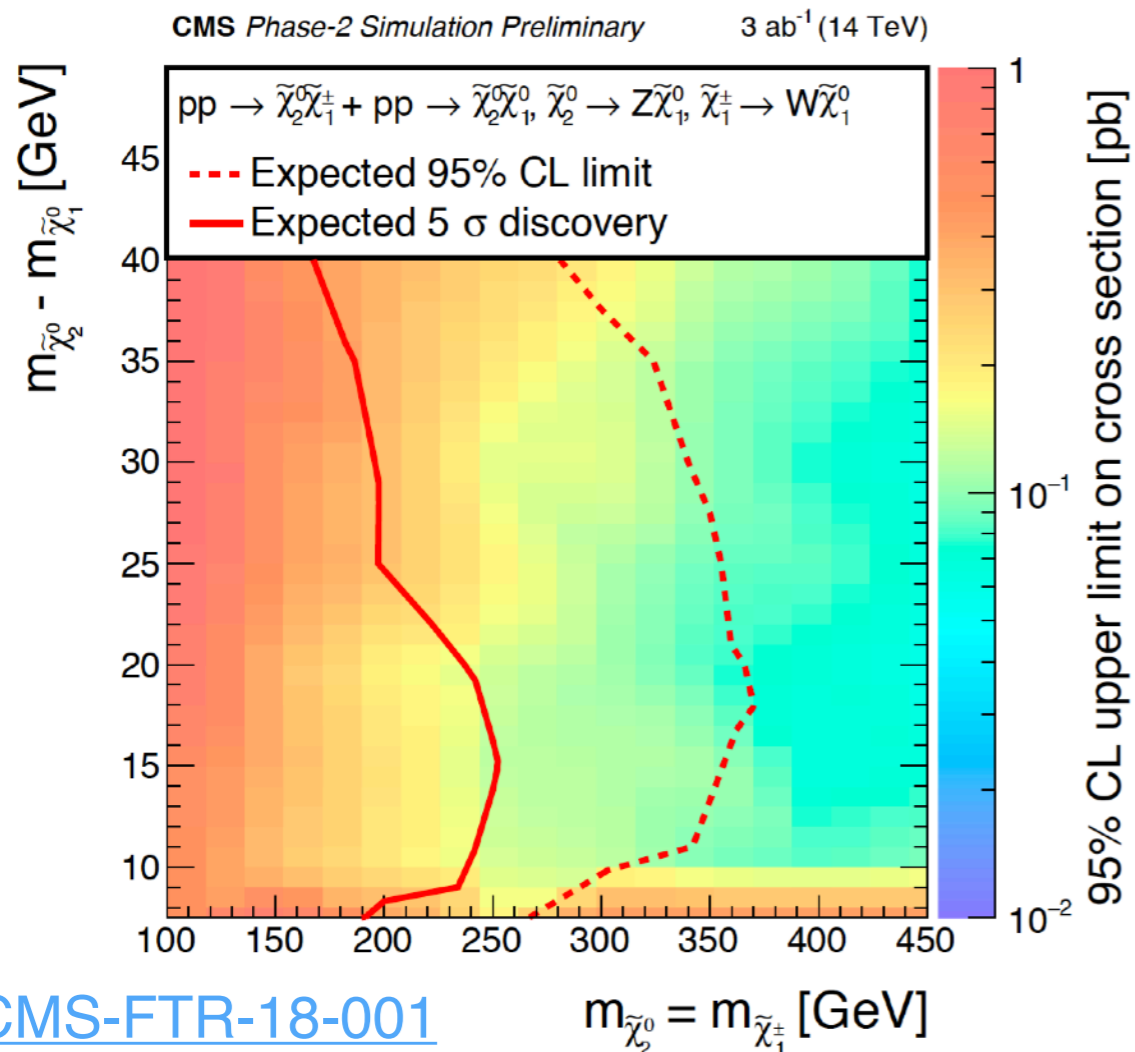 CMS Phase-2 Simulation Preliminary 3 ab⁻¹ (14 TeV)
pp → χ̃⁰₂χ̃±₁ + pp → χ̃⁰₂χ̃⁰₁, χ̃⁰₂ → Zχ̃⁰₁, χ̃±₁ → Wχ̃⁰₁
Expected 95% CL limit
Expected 5 σ discovery
m_χ̃⁰₂ - m_χ̃⁰₁ [GeV]
45
40
35
30
25
20
15
10
100 150 200 250 300 350 400 450
m_χ̃⁰₂ = m_χ̃±₁ [GeV]
1
10⁻¹
10⁻²
95% CL upper limit on cross section [pb]
CMS-FTR-18-001